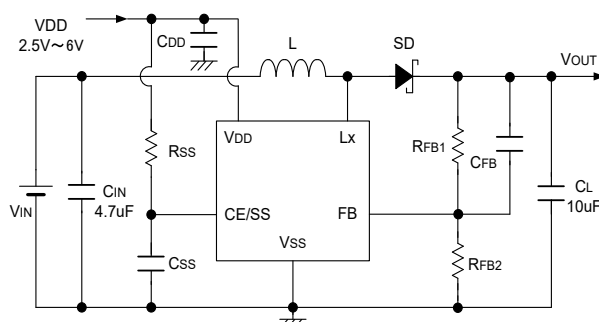 VDD
2.5V～6V
CDD
L
SD
VOUT
VDD
Lx
RSS
RFB1
CFB
CIN
4.7uF
VIN
CE/SS
FB
CL
10uF
VSS
CSS
RFB2